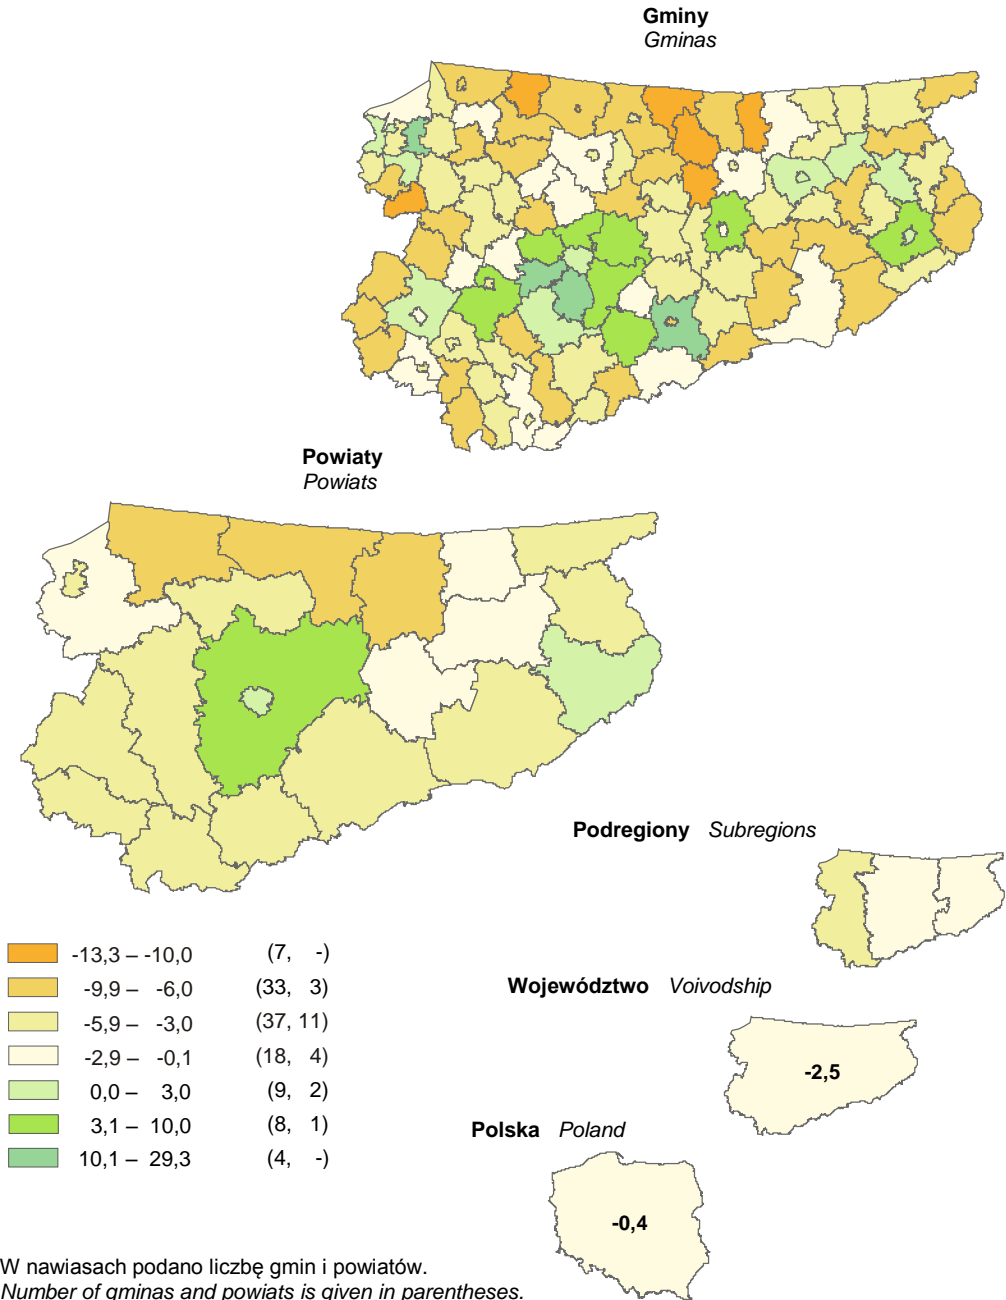 Gminy
Gminas
Powiaty
Powiats
Podregiony Subregions
-13,3 – -10,0 (7, -)
-9,9 – -6,0 (33, 3)
Województwo Voivodship
-5,9 – -3,0 (37, 11)
-2,9 – -0,1 (18, 4)
-2,5
0,0 – 3,0 (9, 2)
3,1 – 10,0 (8, 1)
Polska Poland
10,1 – 29,3 (4, -)
-0,4
W nawiasach podano liczbę gmin i powiatów.
Number of gminas and powiats is given in parentheses.